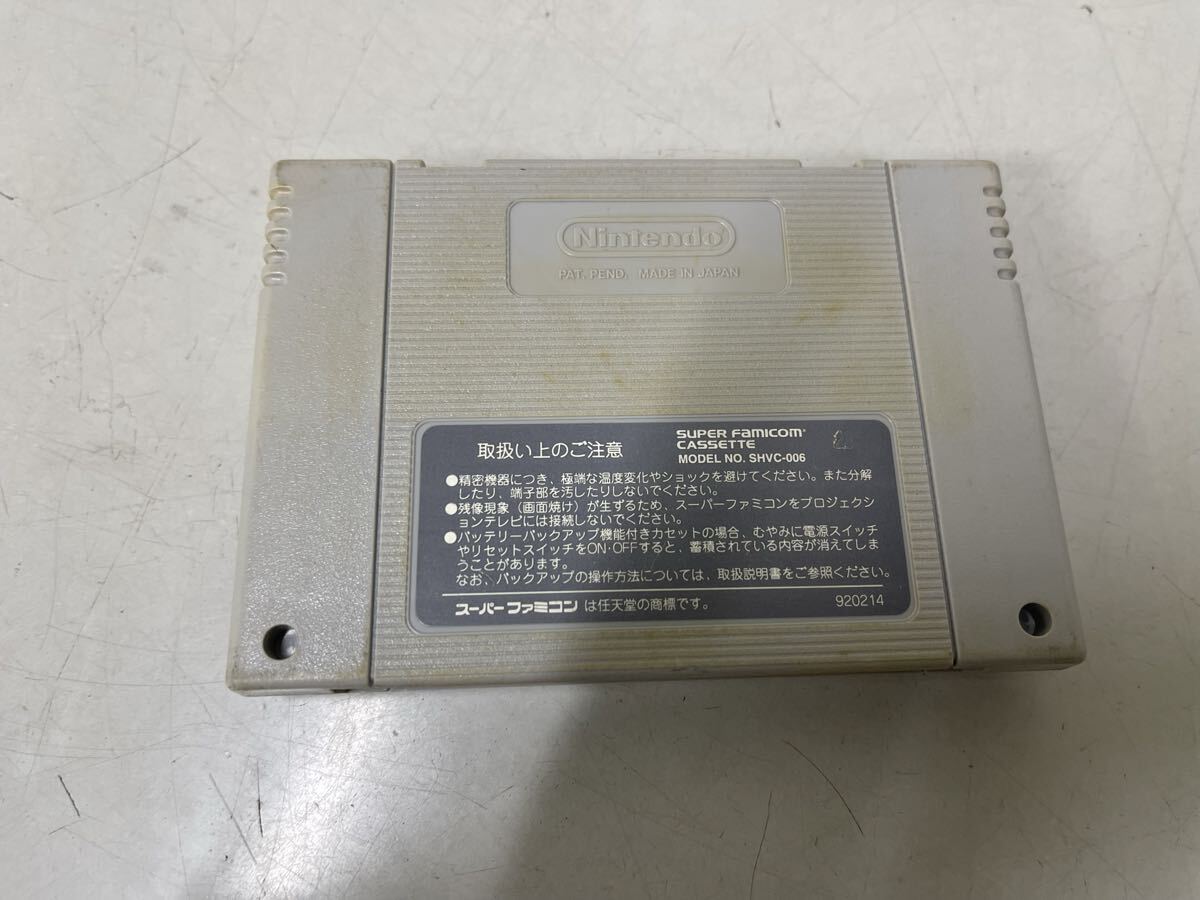 Nintendo
PAT. PEND. MADE IN JAPAN
取扱い上のご注意
SUPER FAMICOM®
CASSETTE
MODEL NO. SHVC-006
●精密機器につき、極端な温度変化やショックを避けてください。また分解
したり、端子部を汚したりしないでください。
●残像現象（画面焼け）が生ずるため、スーパーファミコンをプロジェクシ
ョンテレビには接続しないでください。
●バッテリーバックアップ機能付きカセットの場合、むやみに電源スイッチ
やリセットスイッチをON・OFFすると、蓄積されている内容が消えてしま
うことがあります。
なお、バックアップの操作方法については、取扱説明書をご参照ください。
スーパーファミコン は任天堂の商標です。
920214